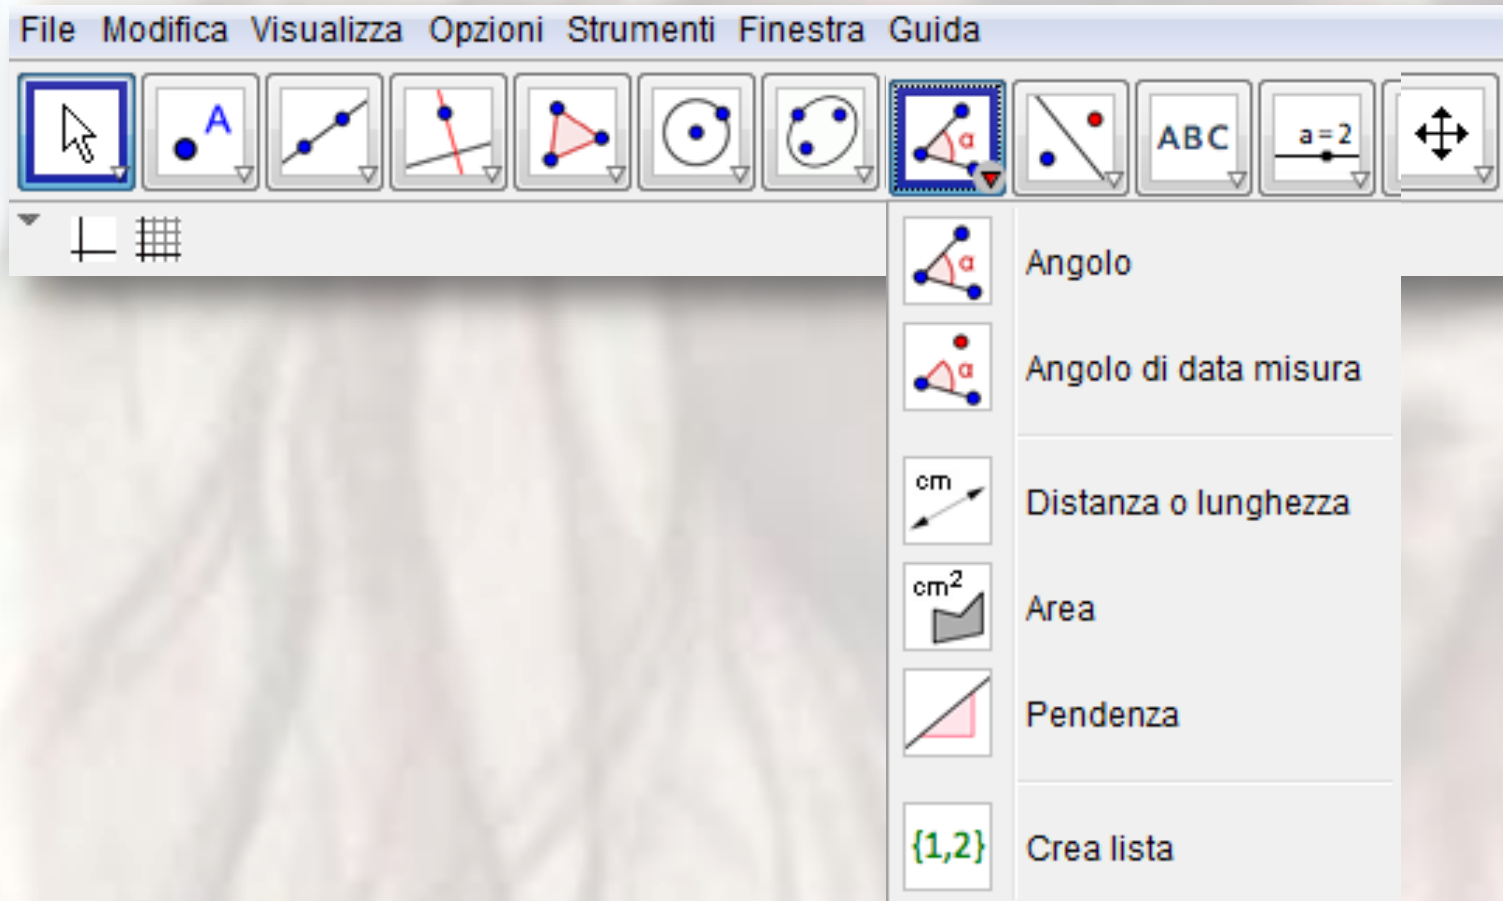 File Modifica Visualizza Opzioni Strumenti Finestra Guida
A α ABC a = 2
α Angolo
α Angolo di data misura
cm Distanza o lunghezza
cm² Area
Pendenza
{1,2} Crea lista